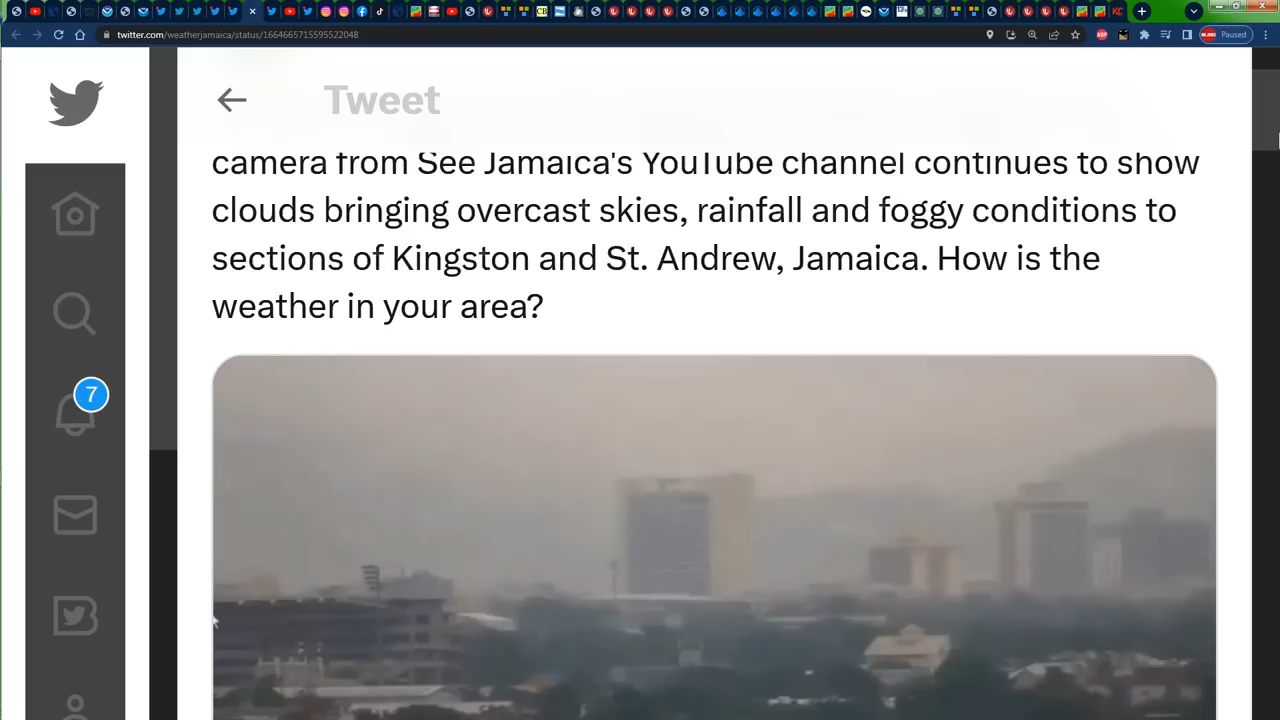 twitter.com/weatherjamaica/status/1664665715595522048
Paused
Tweet
camera from See Jamaica's YouTube channel continues to show
clouds bringing overcast skies, rainfall and foggy conditions to
sections of Kingston and St. Andrew, Jamaica. How is the
weather in your area?
7